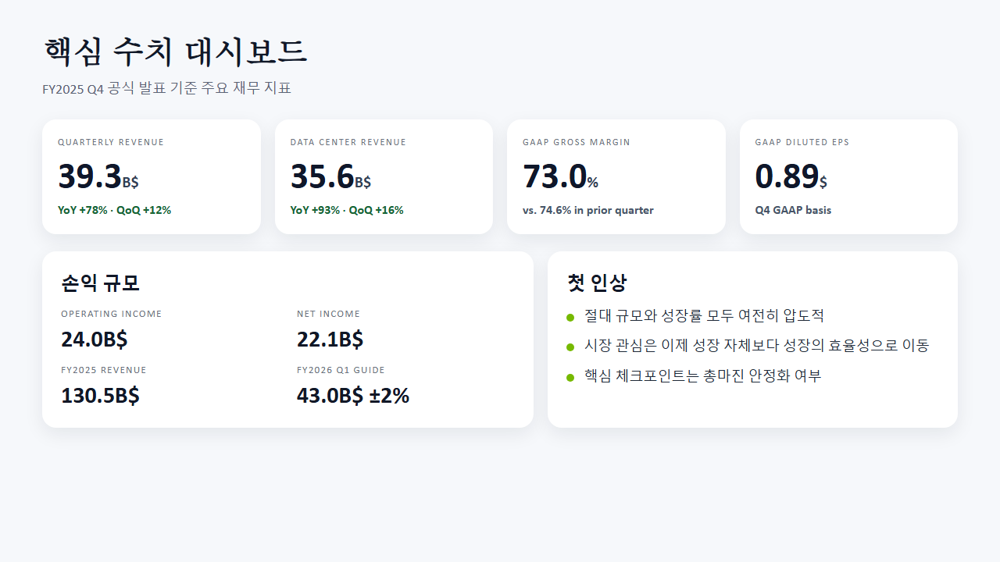 핵심 수치 대시보드
FY2025 Q4 공식 발표 기준 주요 재무 지표
QUARTERLY REVENUE
39.3B$
YoY +78% · QoQ +12%
DATA CENTER REVENUE
35.6B$
YoY +93% · QoQ +16%
GAAP GROSS MARGIN
73.0%
vs. 74.6% in prior quarter
GAAP DILUTED EPS
0.89$
Q4 GAAP basis
손익 규모
OPERATING INCOME
24.0B$
NET INCOME
22.1B$
FY2025 REVENUE
130.5B$
FY2026 Q1 GUIDE
43.0B$ ±2%
첫 인상
절대 규모와 성장률 모두 여전히 압도적
시장 관심은 이제 성장 자체보다 성장의 효율성으로 이동
핵심 체크포인트는 총마진 안정화 여부